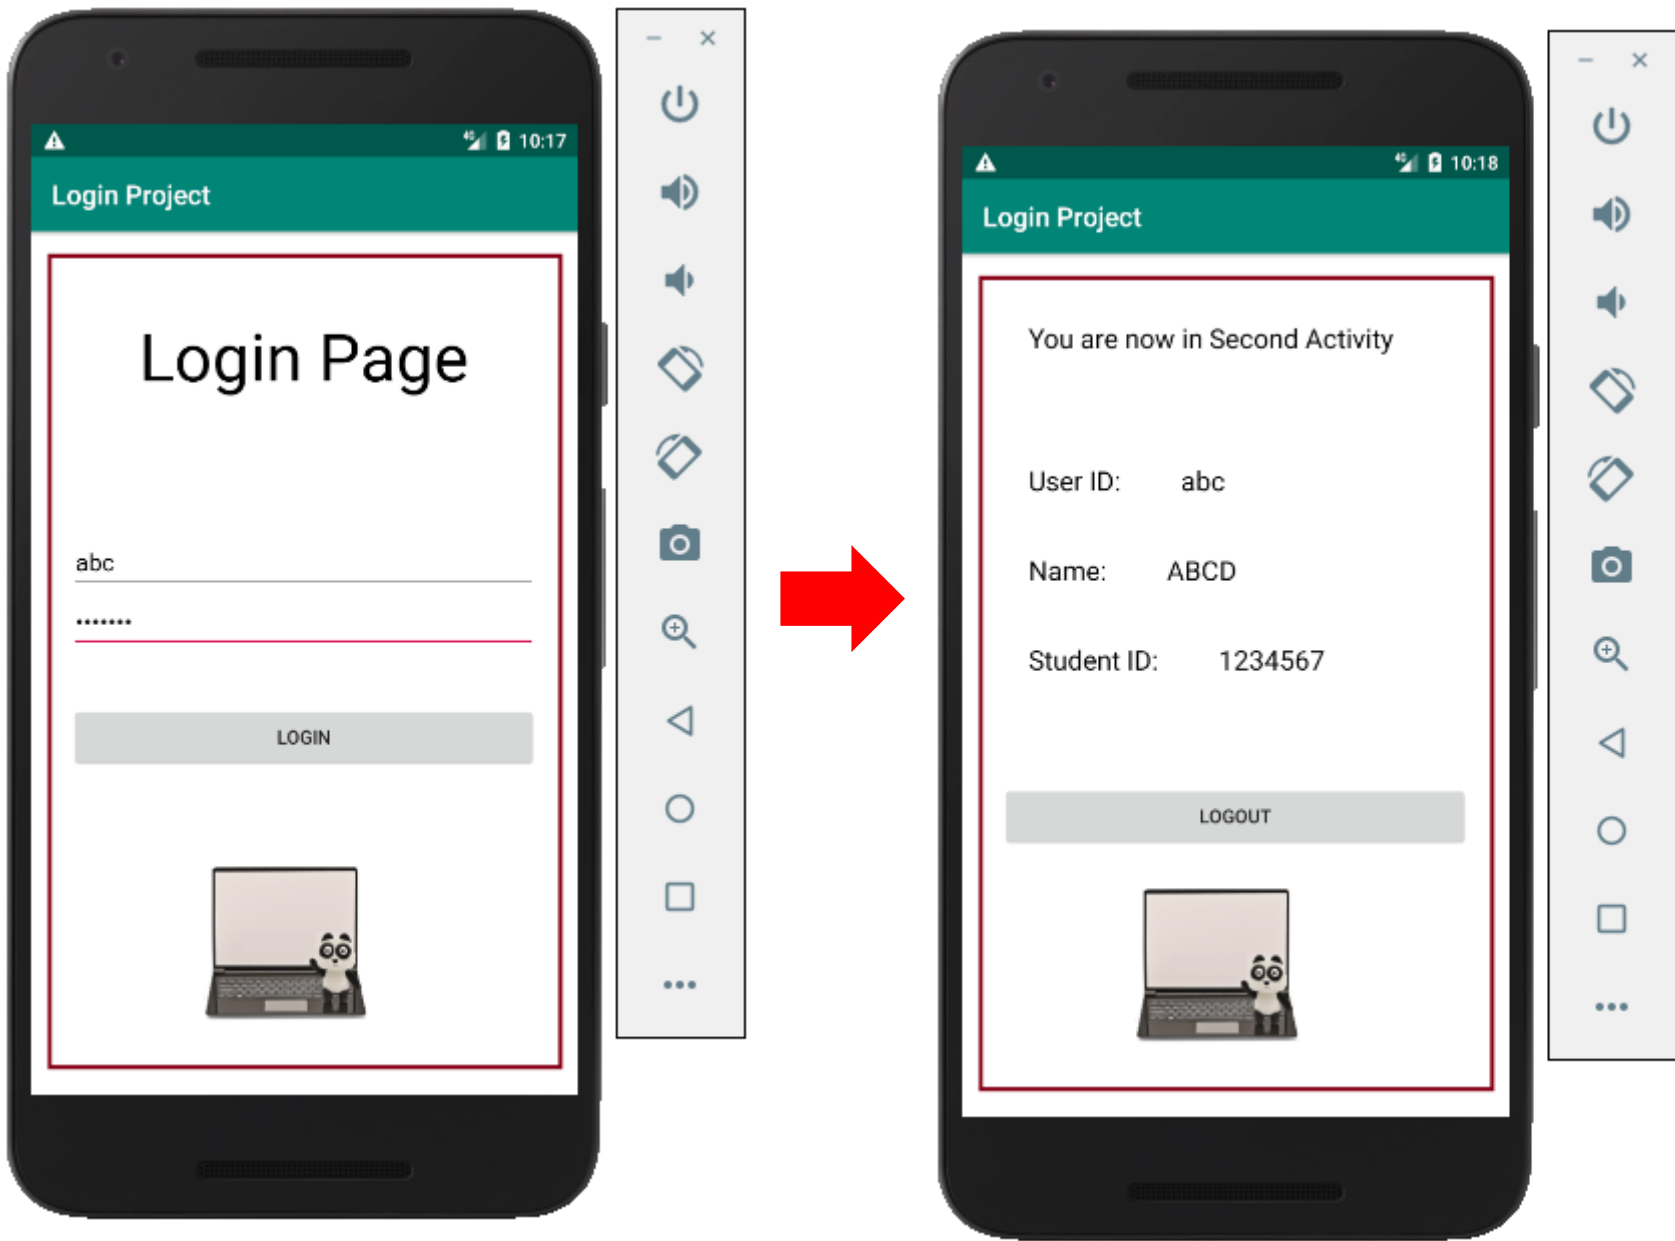 10:17
Login Project
Login Page
abc
•••••••
LOGIN
10:18
Login Project
You are now in Second Activity
User ID: abc
Name: ABCD
Student ID: 1234567
LOGOUT